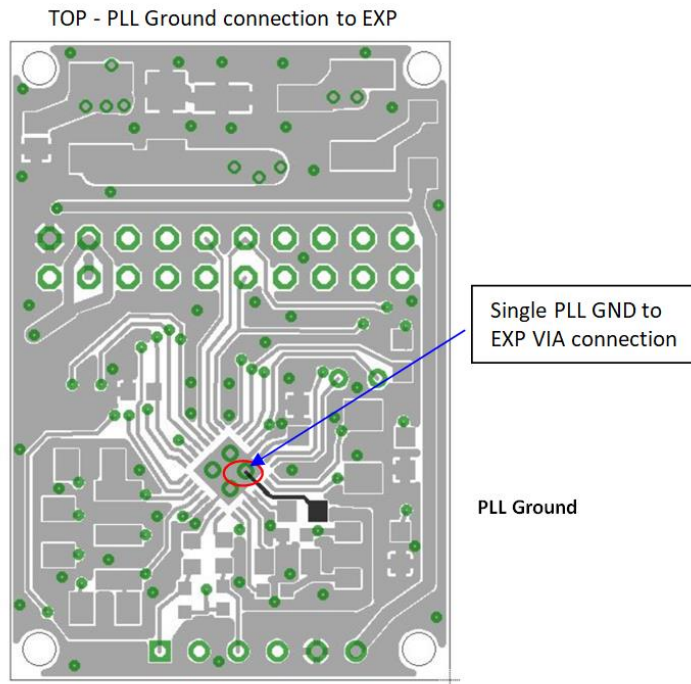 TOP - PLL Ground connection to EXP
Single PLL GND to
EXP VIA connection
PLL Ground